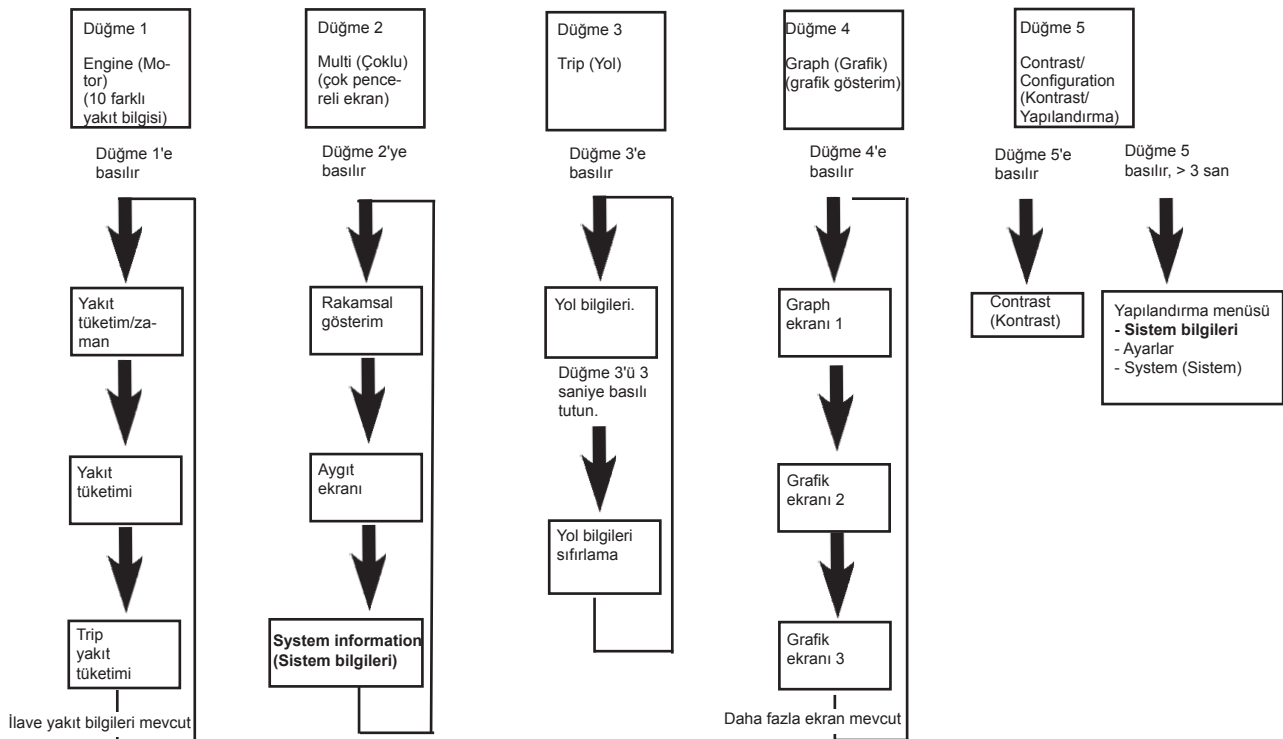 Düğme 1
Engine (Mo-
tor)
(10 farklı
yakıt bilgisi)
Düğme 1'e
basılır
Yakıt
tüketim/za-
man
Yakıt
tüketimi
Trip
yakıt
tüketimi
İlave yakıt bilgileri mevcut
Düğme 2
Multi (Çoklu)
(çok pence-
reli ekran)
Düğme 2'ye
basılır
Rakamsal
gösterim
Aygıt
ekranı
System information
(Sistem bilgileri)
Düğme 3
Trip (Yol)
Düğme 3'e
basılır
Yol bilgileri.
Düğme 3'ü 3
saniye basılı
tutun.
Yol bilgileri
sıfırlama
Düğme 4
Graph (Grafik)
(grafik gösterim)
Düğme 4'e
basılır
Graph
ekranı 1
Grafik
ekranı 2
Grafik
ekranı 3
Daha fazla ekran mevcut
Düğme 5
Contrast/
Configuration
(Kontrast/
Yapılandırma)
Düğme 5'e
basılır
Contrast
(Kontrast)
Düğme 5
basılır, > 3 san
Yapılandırma menüsü
- Sistem bilgileri
- Ayarlar
- System (Sistem)